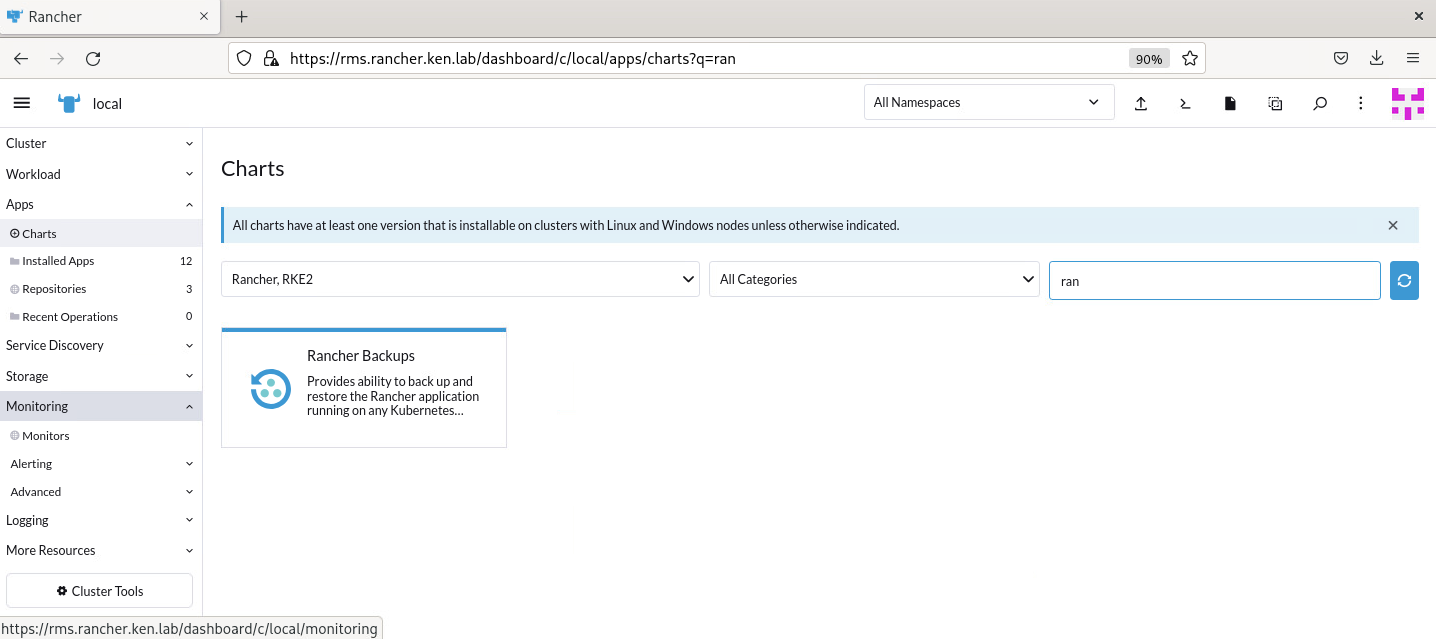 Rancher
https://rms.rancher.ken.lab/dashboard/c/local/apps/charts?q=ran
90%
local
All Namespaces
Cluster
Workload
Apps
Charts
Installed Apps 12
Repositories 3
Recent Operations 0
Service Discovery
Storage
Monitoring
Monitors
Alerting
Advanced
Logging
More Resources
Cluster Tools
Charts
All charts have at least one version that is installable on clusters with Linux and Windows nodes unless otherwise indicated.
Rancher, RKE2
All Categories
ran
Rancher Backups
Provides ability to back up and
restore the Rancher application
running on any Kubernetes...
https://rms.rancher.ken.lab/dashboard/c/local/monitoring